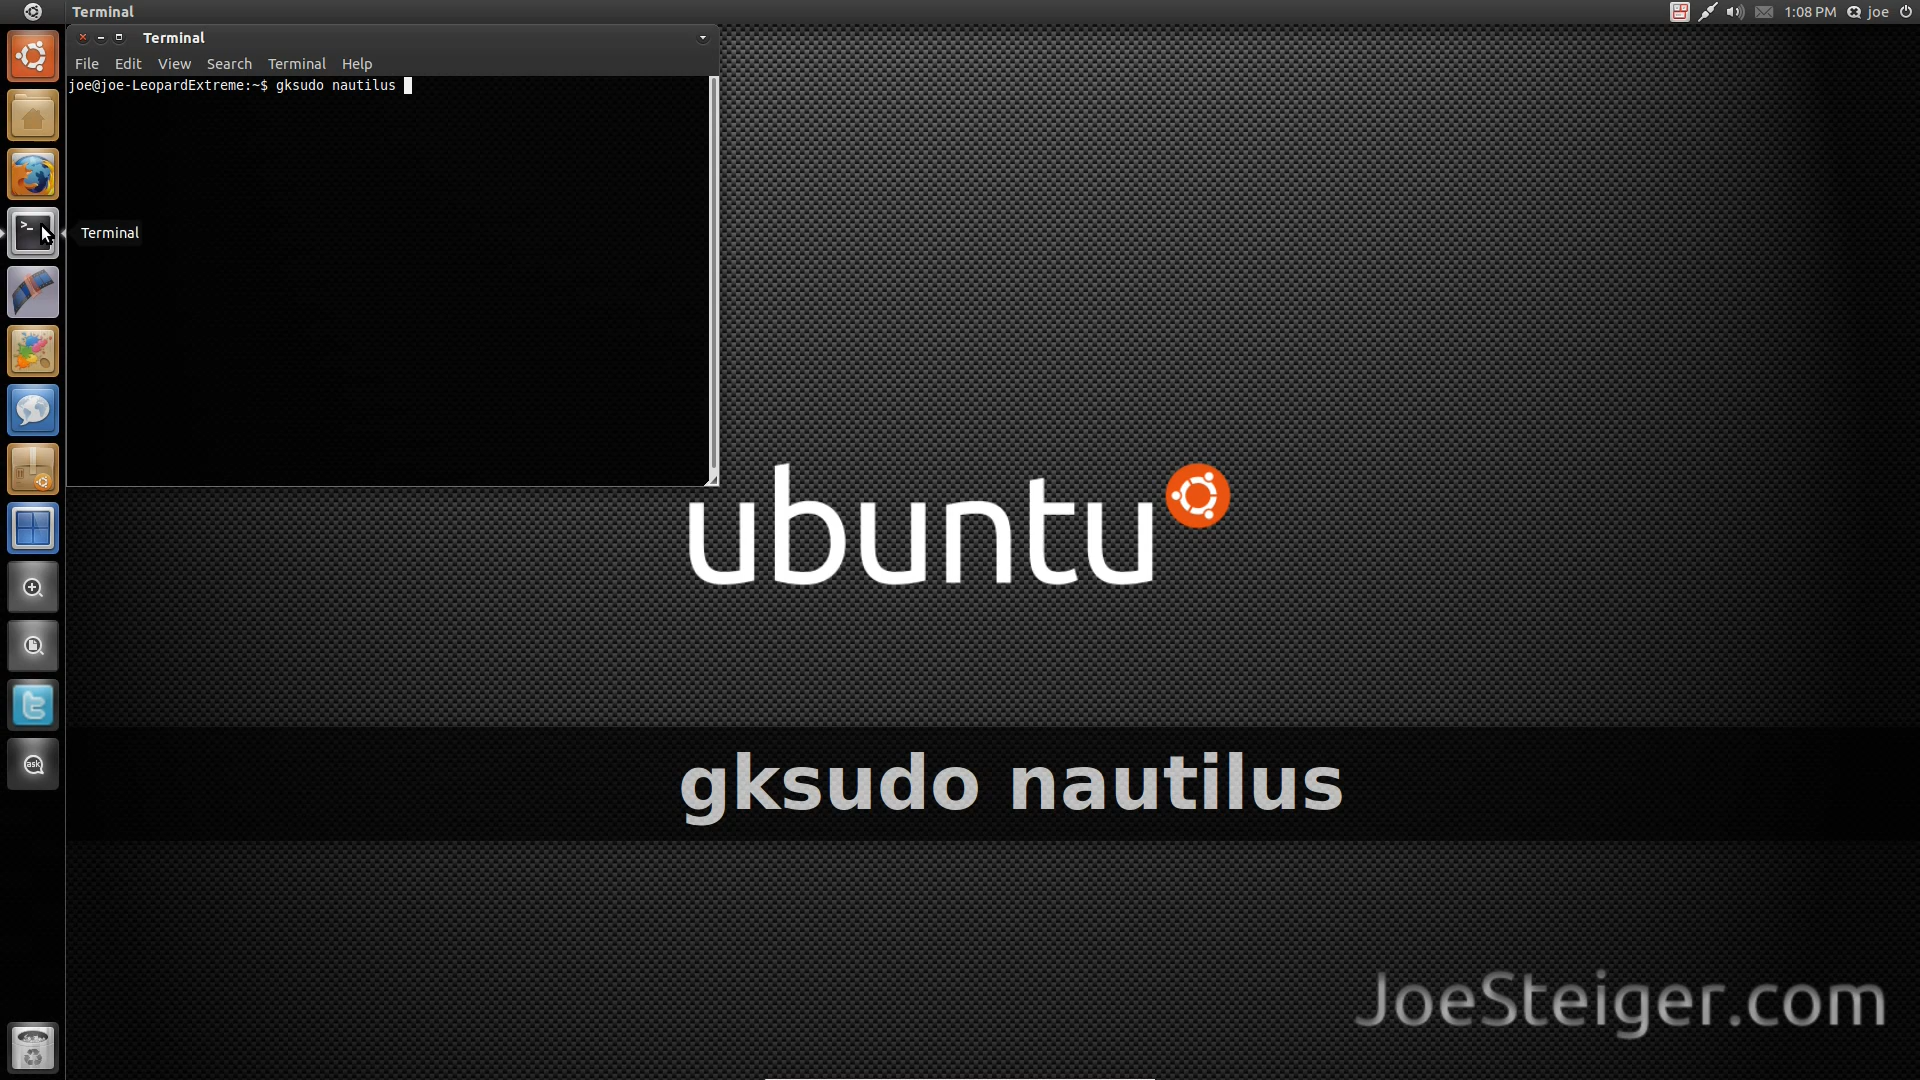 Terminal
1:08 PM
joe
Terminal
File Edit View Search Terminal Help
joe@joe-LeopardExtreme:~$ gksudo nautilus
>_
Terminal
ubuntu
t
ask
gksudo nautilus
JoeSteiger.com